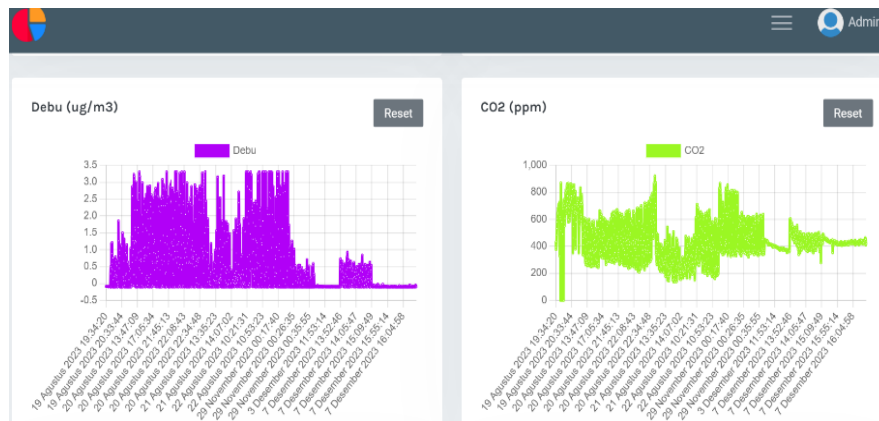 Admin
Debu (ug/m3)
Reset
Debu
3.5
3.0
2.5
2.0
1.5
1.0
0.5
0
-0.5
19 Agustus 2023 19:34:20
19 Agustus 2023 20:33:44
20 Agustus 2023 13:47:09
20 Agustus 2023 17:05:34
20 Agustus 2023 21:45:13
20 Agustus 2023 22:08:43
20 Agustus 2023 22:34:48
21 Agustus 2023 13:35:23
21 Agustus 2023 14:07:02
22 Agustus 2023 10:21:31
22 Agustus 2023 10:53:23
29 November 2023 00:17:40
29 November 2023 00:26:35
29 November 2023 00:35:55
3 Desember 2023 11:53:14
7 Desember 2023 13:52:46
7 Desember 2023 14:05:47
7 Desember 2023 15:09:49
7 Desember 2023 15:55:14
7 Desember 2023 16:04:58
CO2 (ppm)
Reset
CO2
1,000
800
600
400
200
0
19 Agustus 2023 19:34:20
19 Agustus 2023 20:33:44
20 Agustus 2023 13:47:09
20 Agustus 2023 17:05:34
20 Agustus 2023 21:45:13
20 Agustus 2023 22:08:43
20 Agustus 2023 22:34:48
21 Agustus 2023 13:35:23
21 Agustus 2023 14:07:02
22 Agustus 2023 10:21:31
22 Agustus 2023 10:53:23
29 November 2023 00:17:40
29 November 2023 00:26:35
29 November 2023 00:35:55
3 Desember 2023 11:53:14
7 Desember 2023 13:52:46
7 Desember 2023 14:05:47
7 Desember 2023 15:09:49
7 Desember 2023 15:55:14
7 Desember 2023 16:04:58